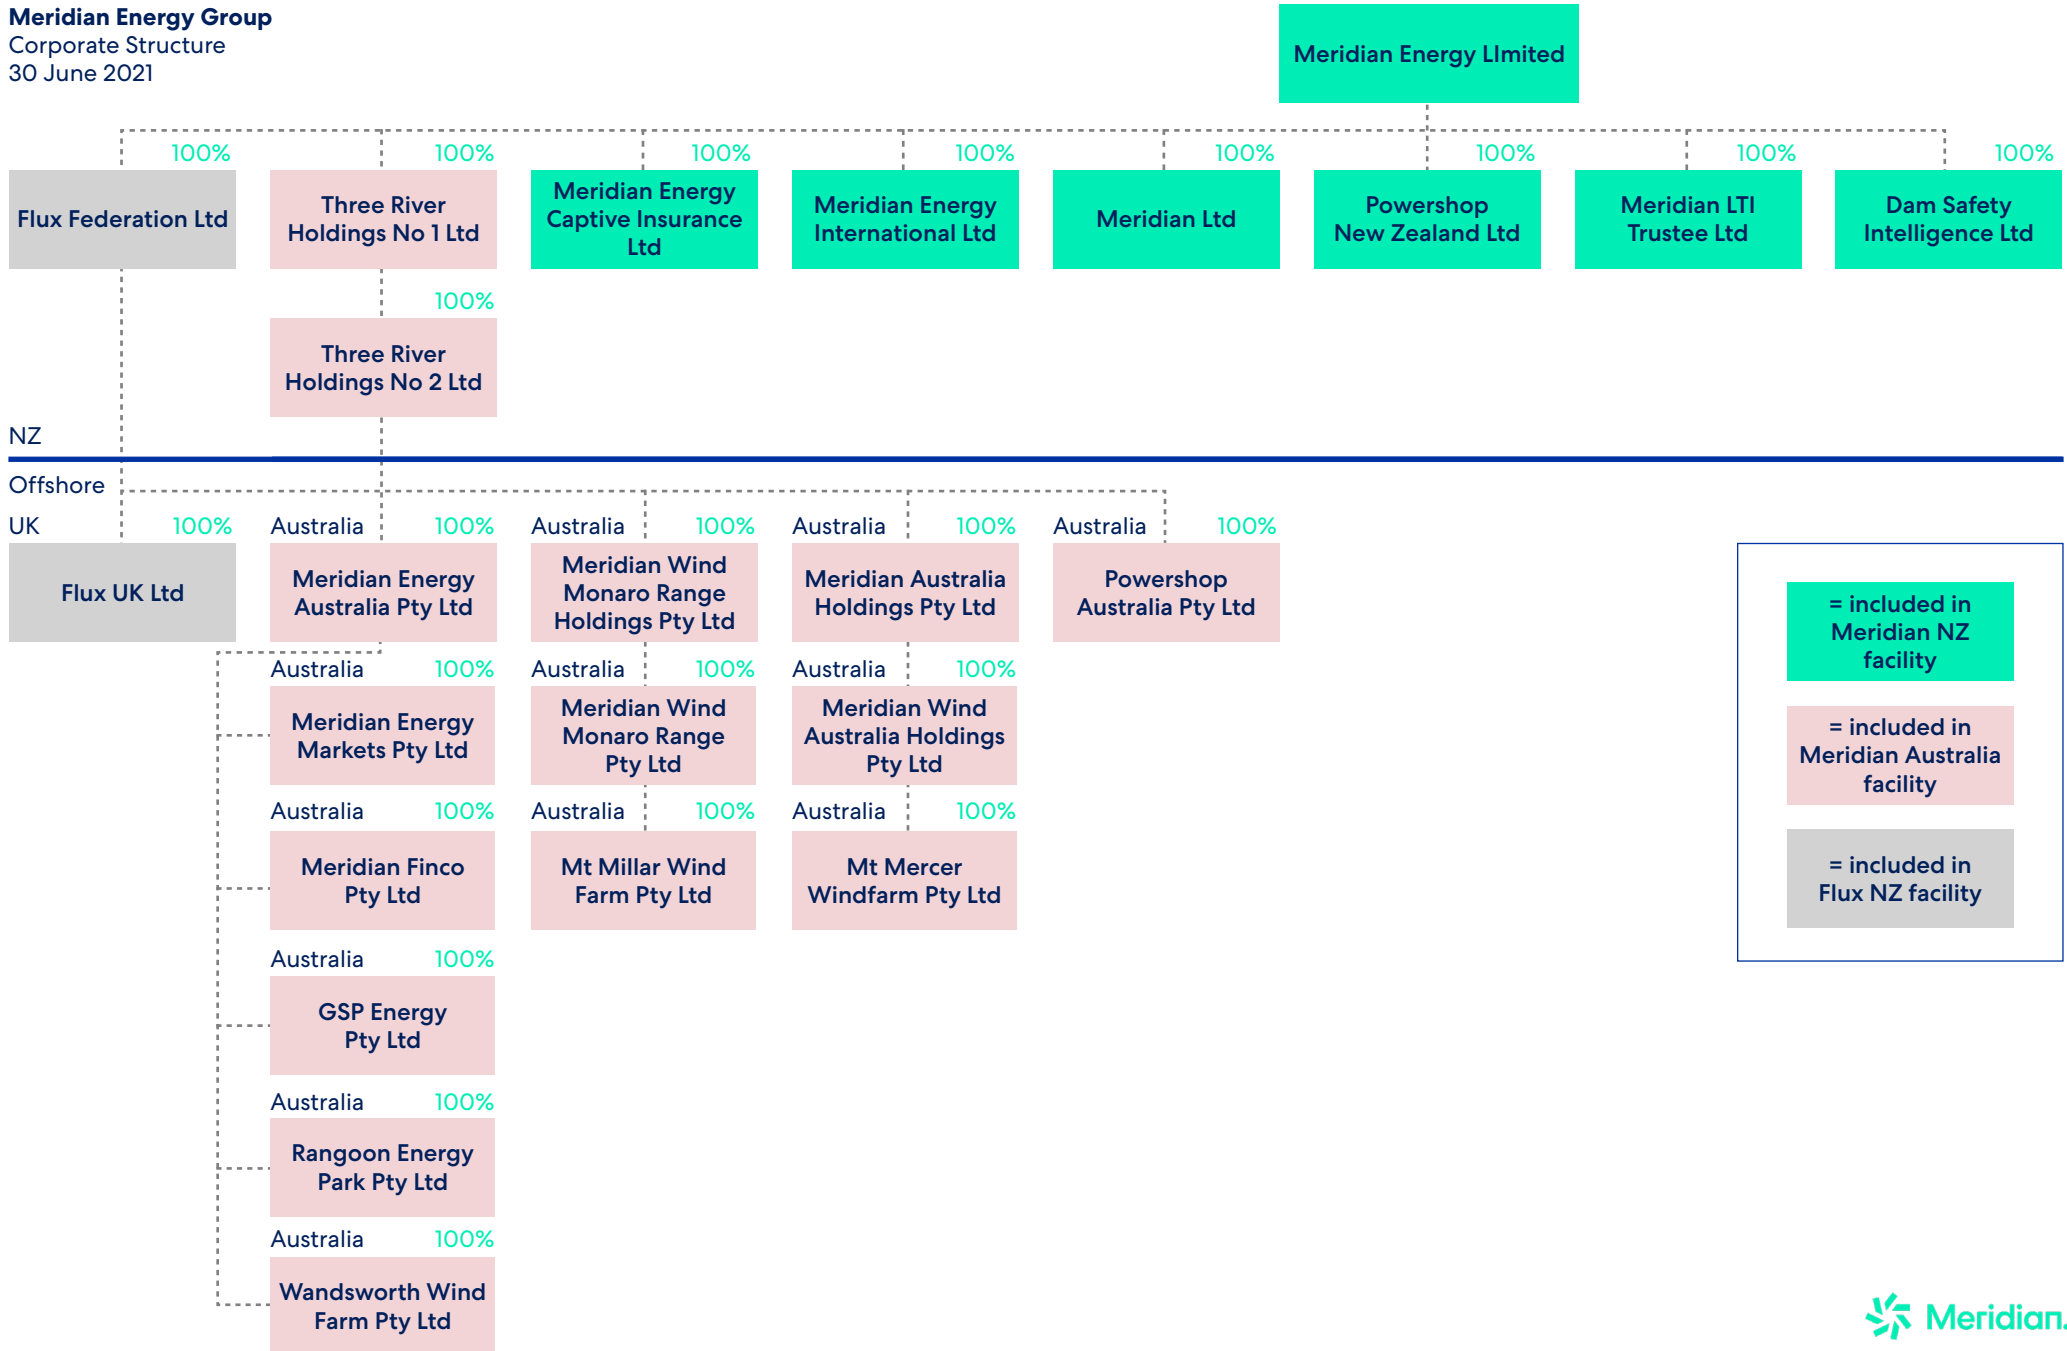 Meridian Energy Group
Corporate Structure
30 June 2021
Meridian Energy LImited
100%
100%
100%
100%
100%
100%
100%
100%
Flux Federation Ltd
Three River
Holdings No 1 Ltd
Meridian Energy
Captive Insurance
Ltd
Meridian Energy
International Ltd
Meridian Ltd
Powershop
New Zealand Ltd
Meridian LTI
Trustee Ltd
Dam Safety
Intelligence Ltd
100%
Three River
Holdings No 2 Ltd
NZ
Offshore
UK 100%
Australia 100%
Australia 100%
Australia 100%
Australia 100%
Flux UK Ltd
Meridian Energy
Australia Pty Ltd
Meridian Wind
Monaro Range
Holdings Pty Ltd
Meridian Australia
Holdings Pty Ltd
Powershop
Australia Pty Ltd
Australia 100%
Australia 100%
Australia 100%
Meridian Energy
Markets Pty Ltd
Meridian Wind
Monaro Range
Pty Ltd
Meridian Wind
Australia Holdings
Pty Ltd
Australia 100%
Australia 100%
Australia 100%
Meridian Finco
Pty Ltd
Mt Millar Wind
Farm Pty Ltd
Mt Mercer
Windfarm Pty Ltd
Australia 100%
GSP Energy
Pty Ltd
Australia 100%
Rangoon Energy
Park Pty Ltd
Australia 100%
Wandsworth Wind
Farm Pty Ltd
= included in
Meridian NZ
facility
= included in
Meridian Australia
facility
= included in
Flux NZ facility
Meridian.